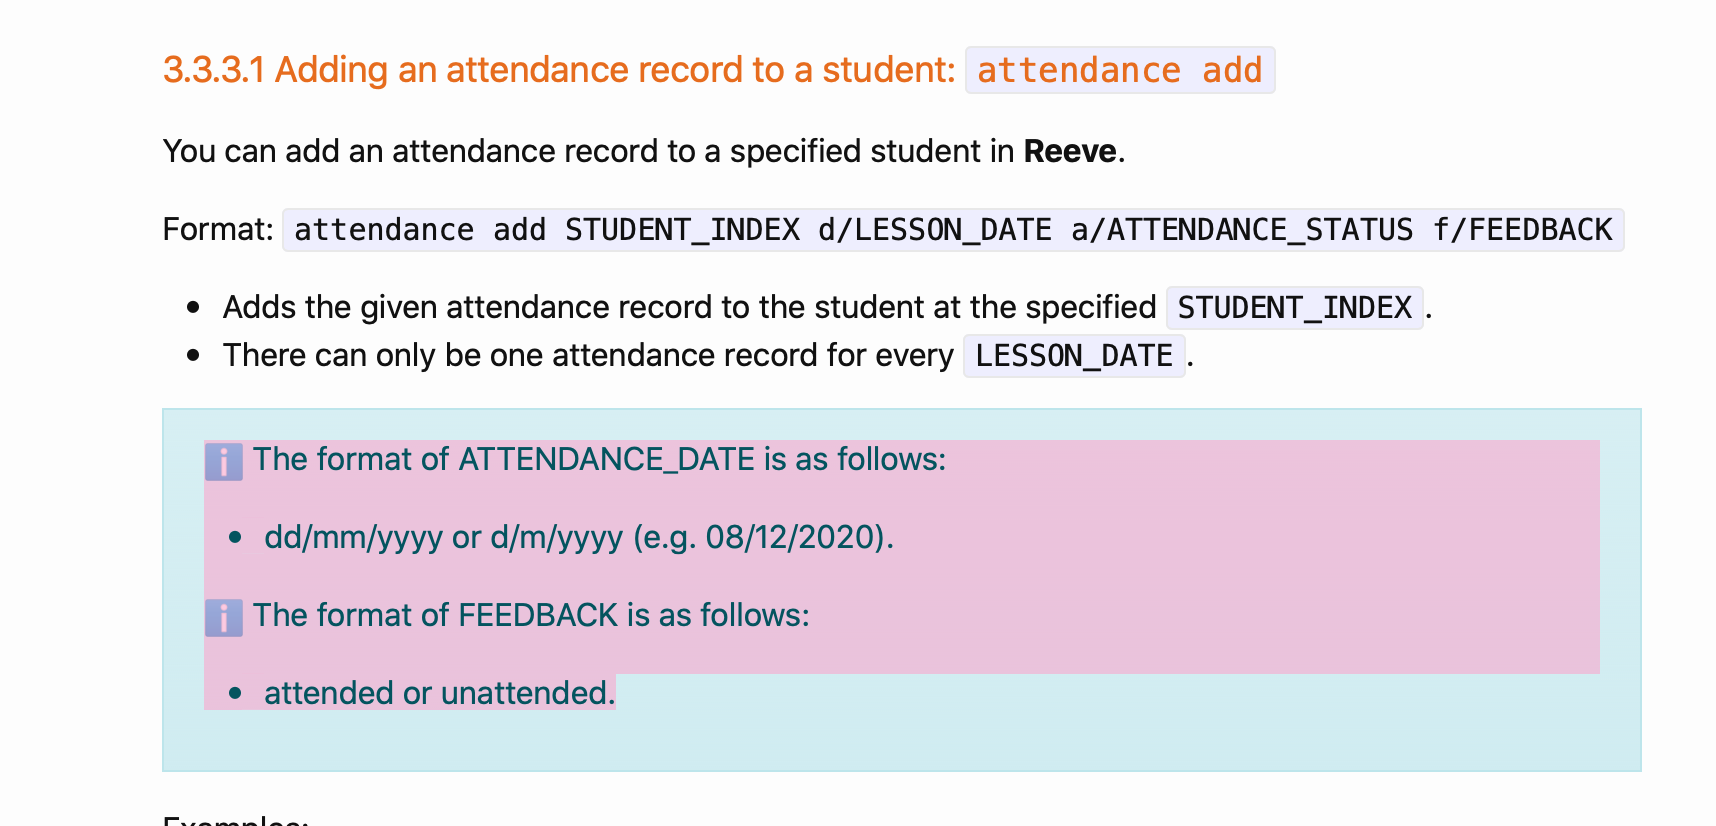 3.3.3.1 Adding an attendance record to a student: attendance add
You can add an attendance record to a specified student in Reeve.
Format: attendance add STUDENT_INDEX d/LESSON_DATE a/ATTENDANCE_STATUS f/FEEDBACK
• Adds the given attendance record to the student at the specified STUDENT_INDEX.
• There can only be one attendance record for every LESSON_DATE.
ℹ️ The format of ATTENDANCE_DATE is as follows:
• dd/mm/yyyy or d/m/yyyy (e.g. 08/12/2020).
ℹ️ The format of FEEDBACK is as follows:
• attended or unattended.
Examples: